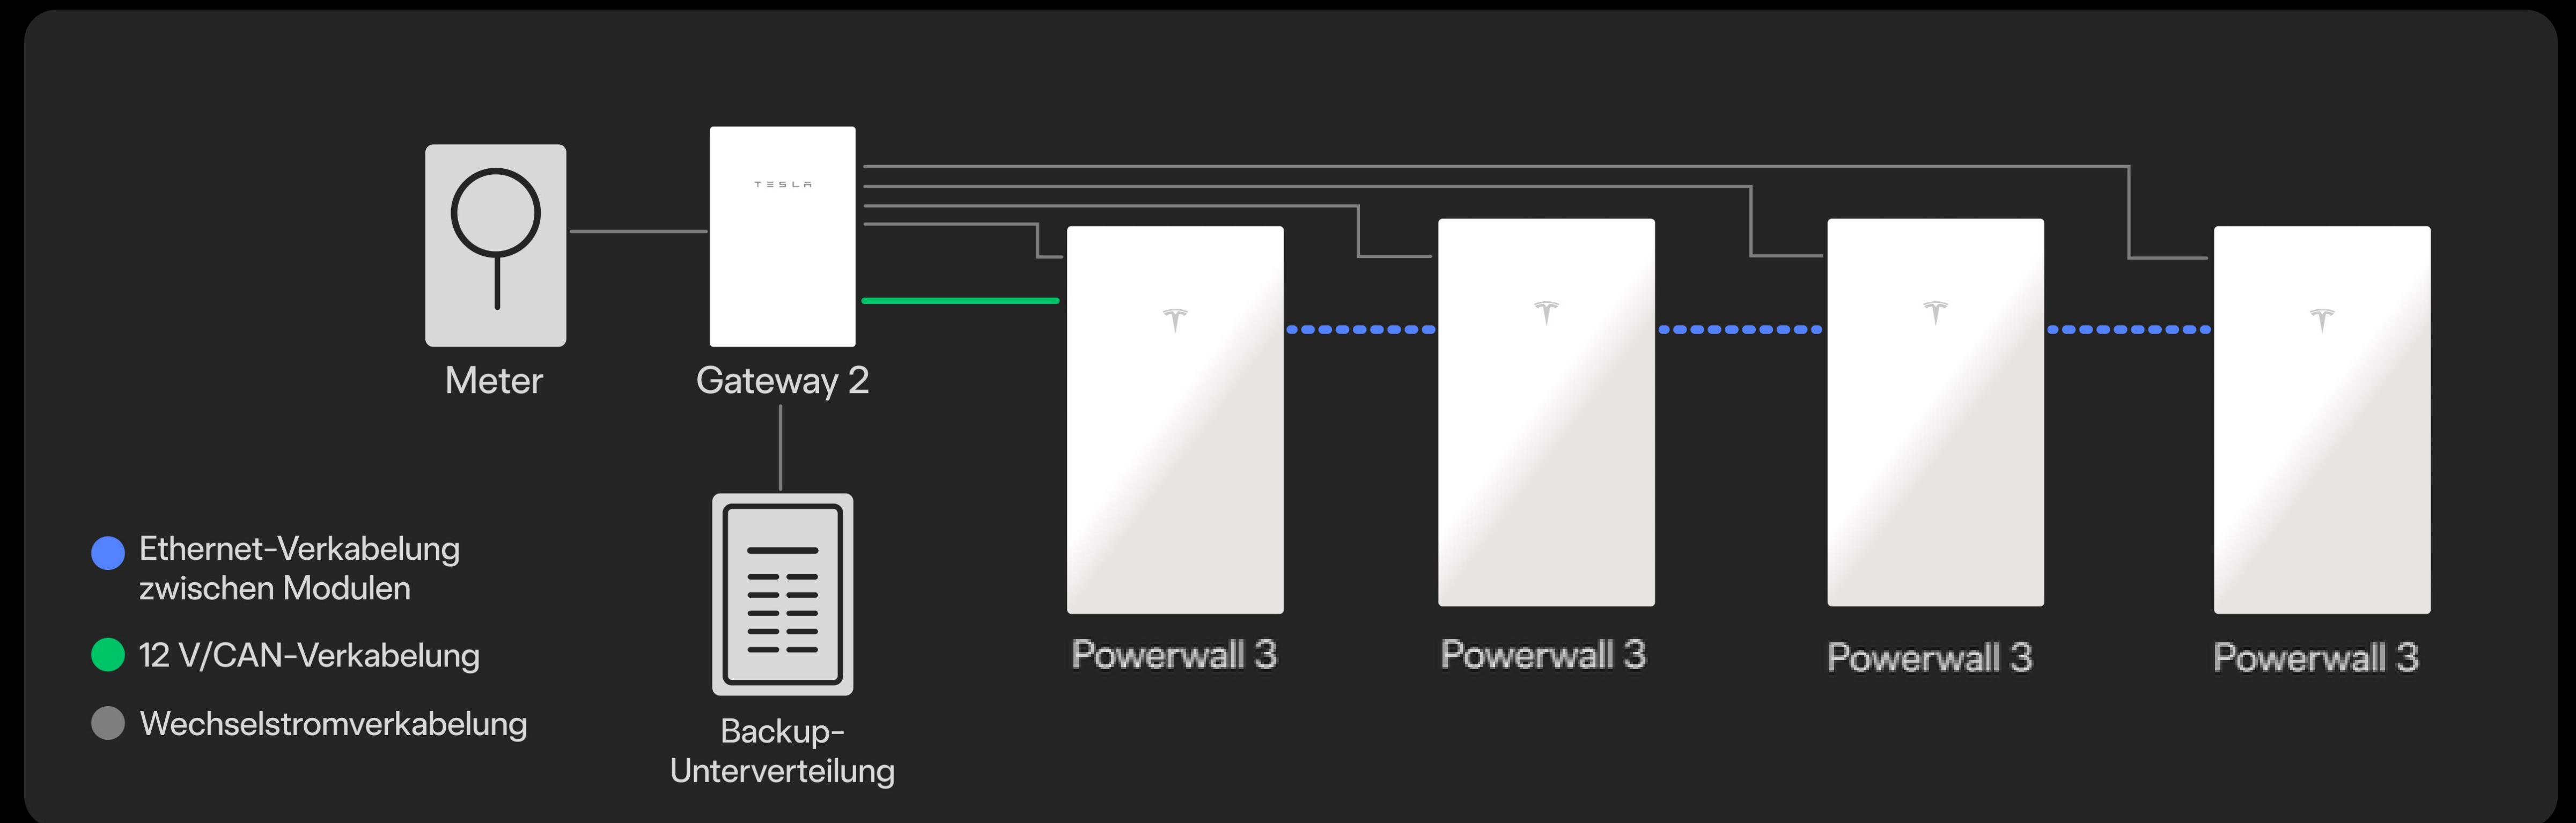 TESLA
Meter
Gateway 2
Ethernet-Verkabelung
zwischen Modulen
12 V/CAN-Verkabelung
Wechselstromverkabelung
Backup-
Unterverteilung
Powerwall 3
Powerwall 3
Powerwall 3
Powerwall 3